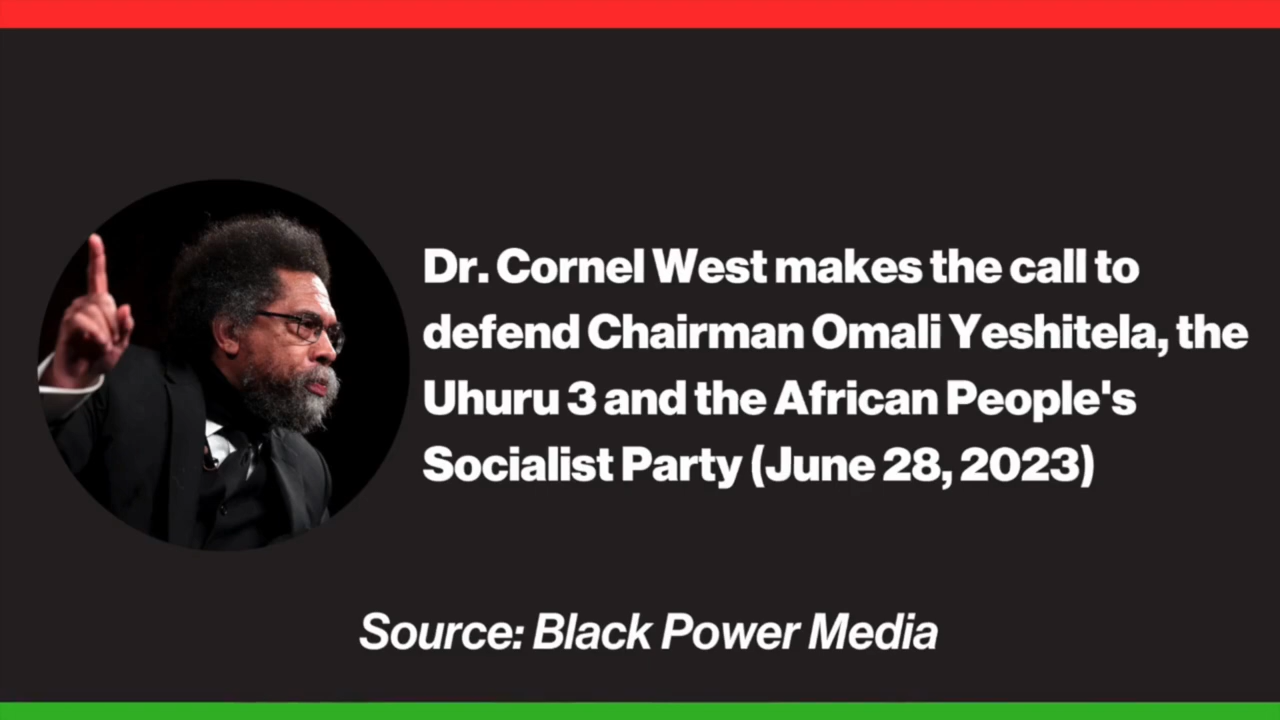 Dr. Cornel West makes the call to
defend Chairman Omali Yeshitela, the
Uhuru 3 and the African People's
Socialist Party (June 28, 2023)
Source: Black Power Media